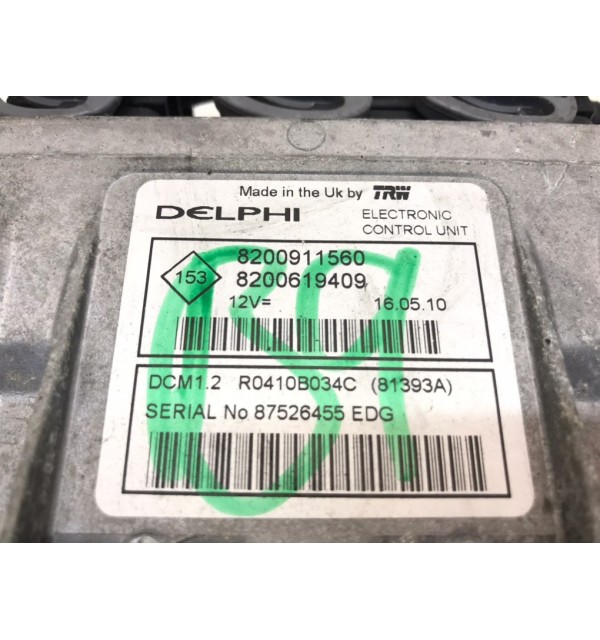 Made in the Uk by TRW
DELPHI
ELECTRONIC
CONTROL UNIT
153
8200911560
8200619409
12V=
16.05.10
DCM1.2 R0410B034C (81393A)
SERIAL No 87526455 EDG